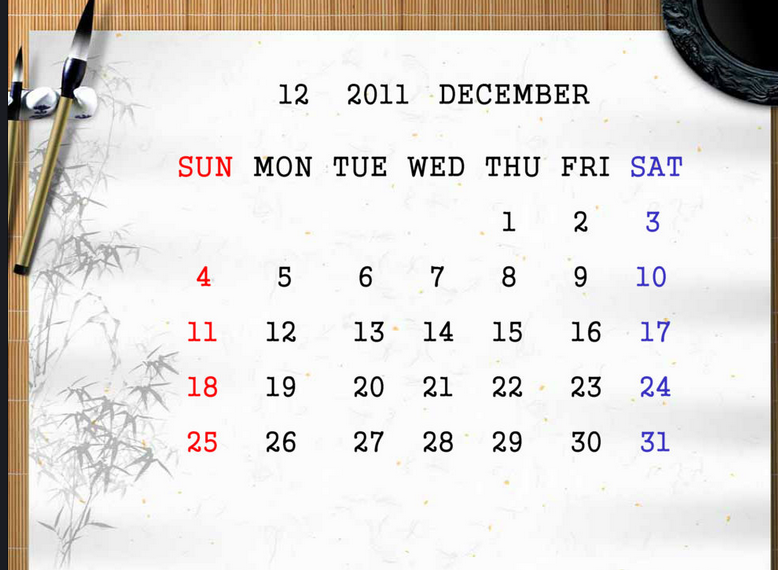 12 2011 DECEMBER
SUN MON TUE WED THU FRI SAT
1 2 3
4 5 6 7 8 9 10
11 12 13 14 15 16 17
18 19 20 21 22 23 24
25 26 27 28 29 30 31